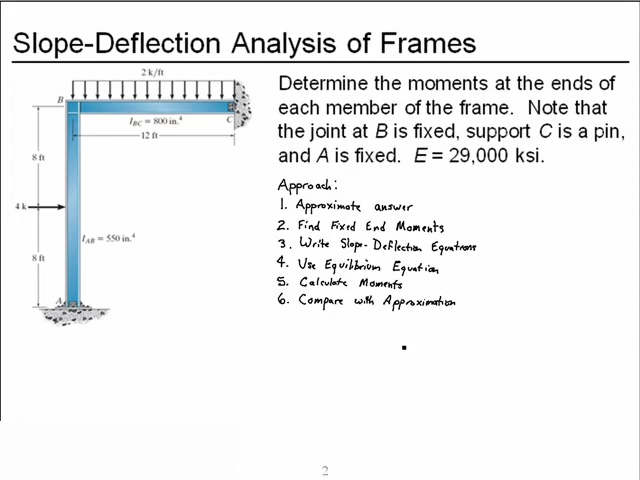 Slope-Deflection Analysis of Frames
2 k/ft
B
C
I_BC = 800 in.⁴
12 ft
8 ft
4 k
I_AB = 550 in.⁴
8 ft
A
Determine the moments at the ends of
each member of the frame. Note that
the joint at B is fixed, support C is a pin,
and A is fixed. E = 29,000 ksi.
Approach:
1. Approximate answer
2. Find Fixed End Moments
3. Write Slope-Deflection Equations
4. Use Equilibrium Equation
5. Calculate Moments
6. Compare with Approximation
2